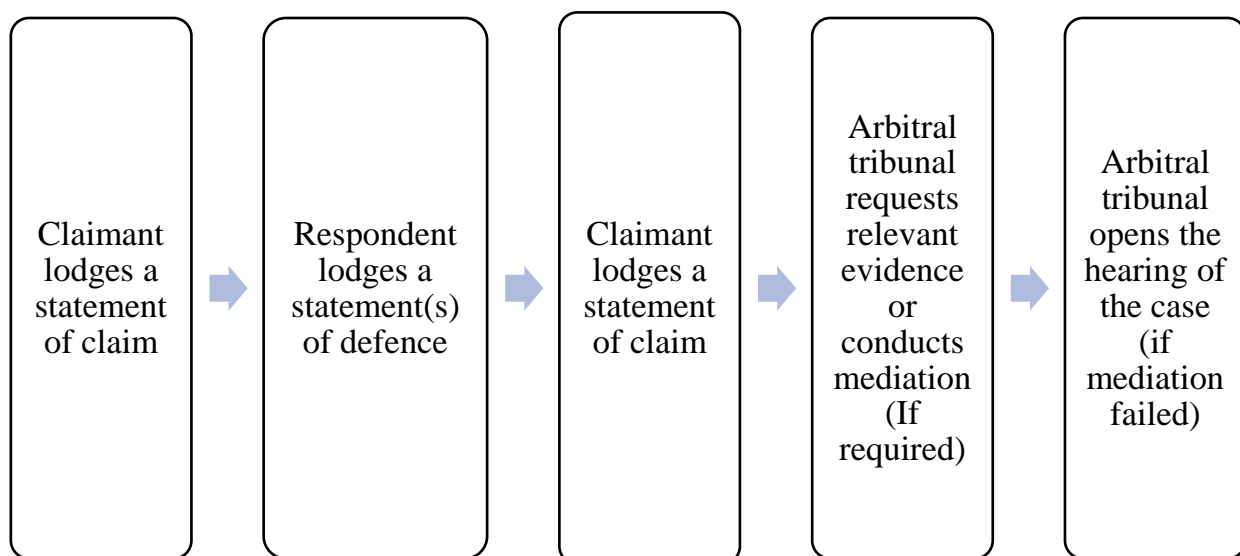 Claimant
lodges a
statement
of claim
Respondent
lodges a
statement(s)
of defence
Claimant
lodges a
statement
of claim
Arbitral
tribunal
requests
relevant
evidence
or
conducts
mediation
(If
required)
Arbitral
tribunal
opens the
hearing of
the case
(if
mediation
failed)